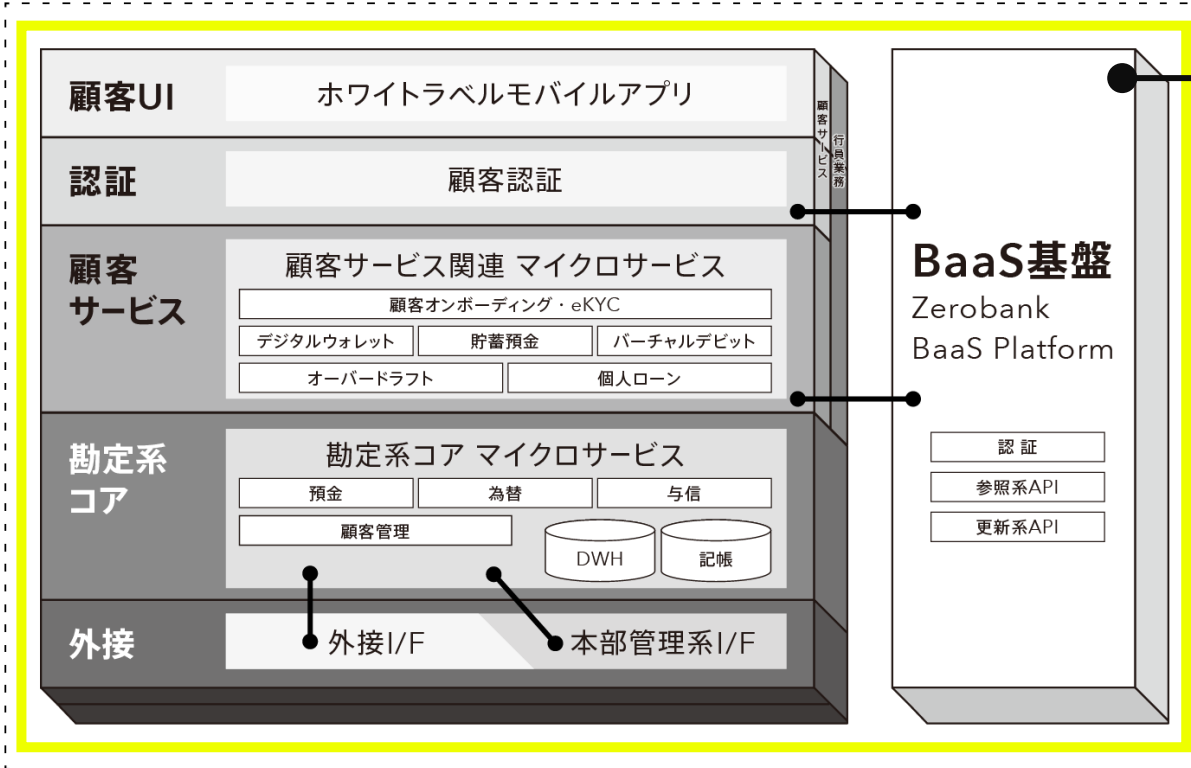 顧客UI
ホワイトラベルモバイルアプリ
顧客サービス
行員業務
認証
顧客認証
顧客
サービス
顧客サービス関連 マイクロサービス
顧客オンボーディング・eKYC
デジタルウォレット
貯蓄預金
バーチャルデビット
オーバードラフト
個人ローン
勘定系
コア
勘定系コア マイクロサービス
預金
為替
与信
顧客管理
DWH
記帳
外接
外接I/F
本部管理系I/F
BaaS基盤
Zerobank
BaaS Platform
認証
参照系API
更新系API